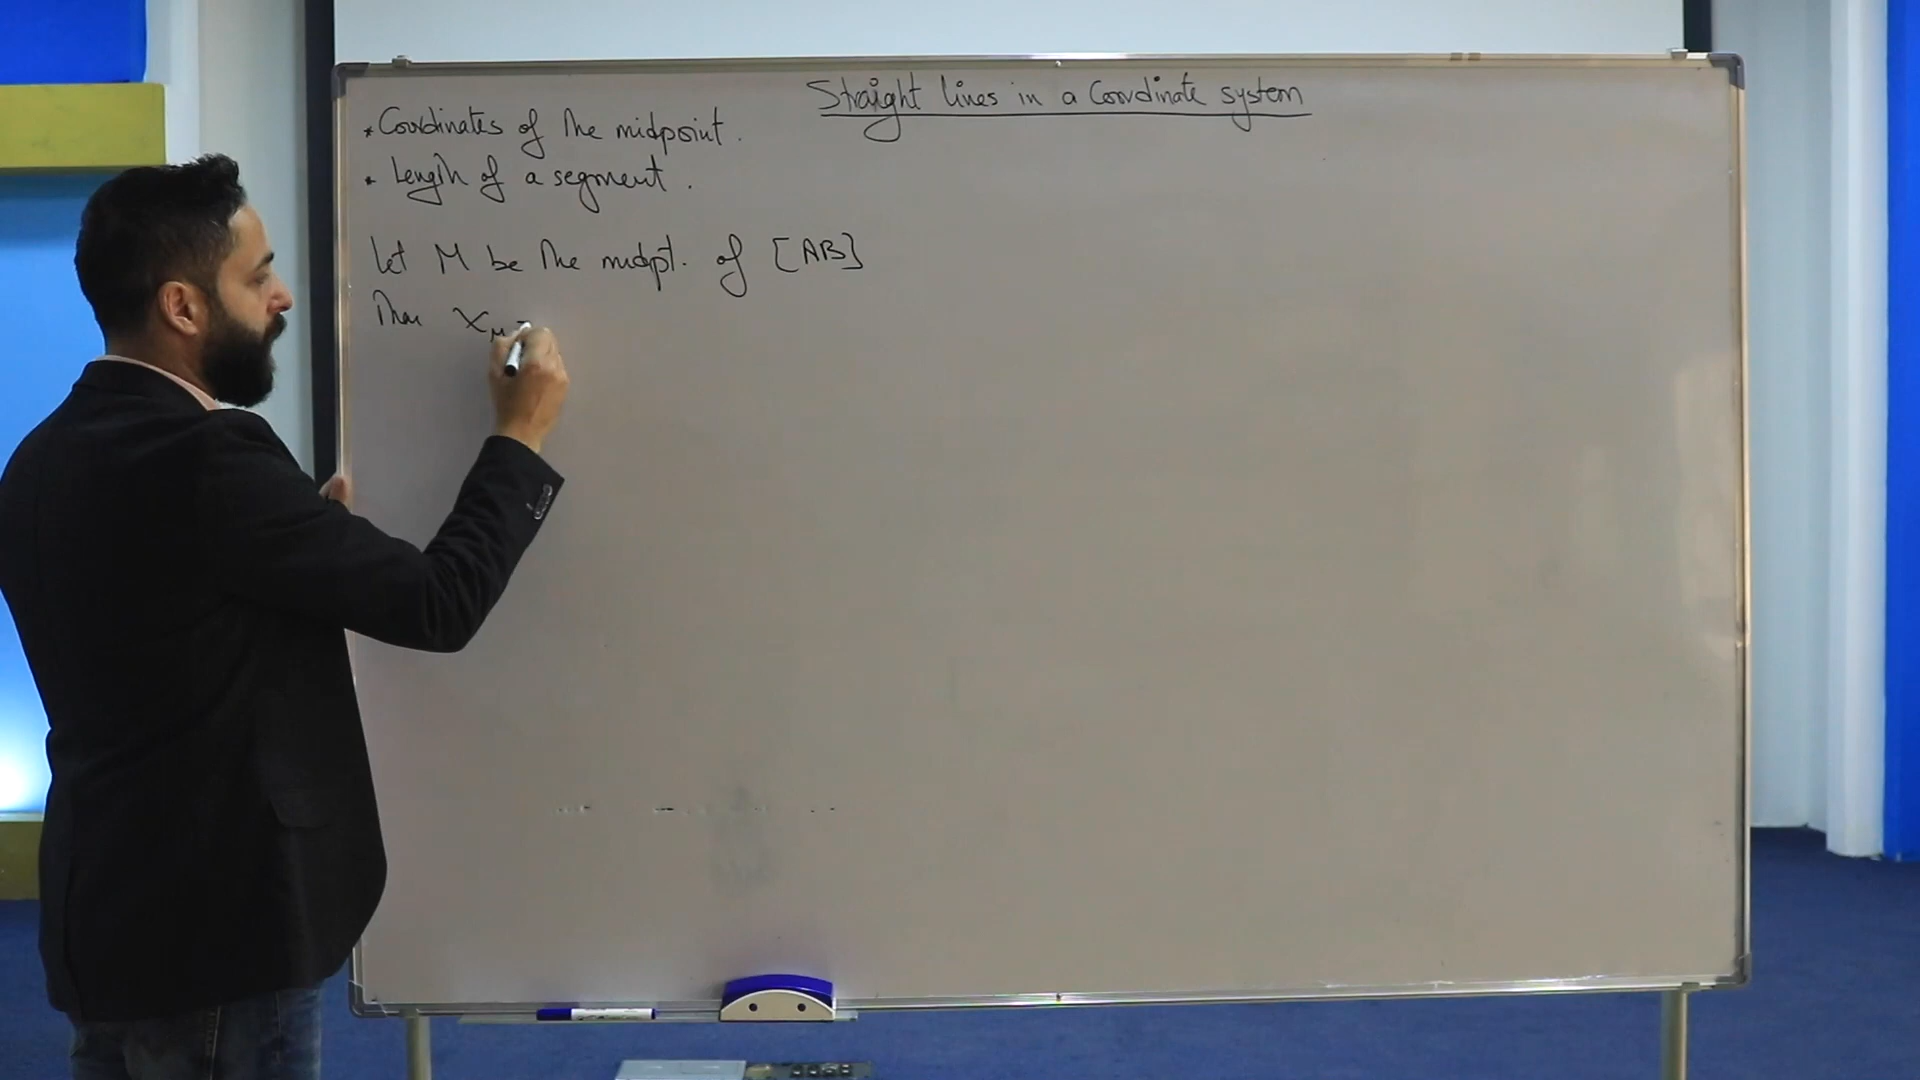 Straight lines in a Coordinate system
* Coordinates of the midpoint.
* Length of a segment.
let M be the midpt. of [AB]
Then XM =